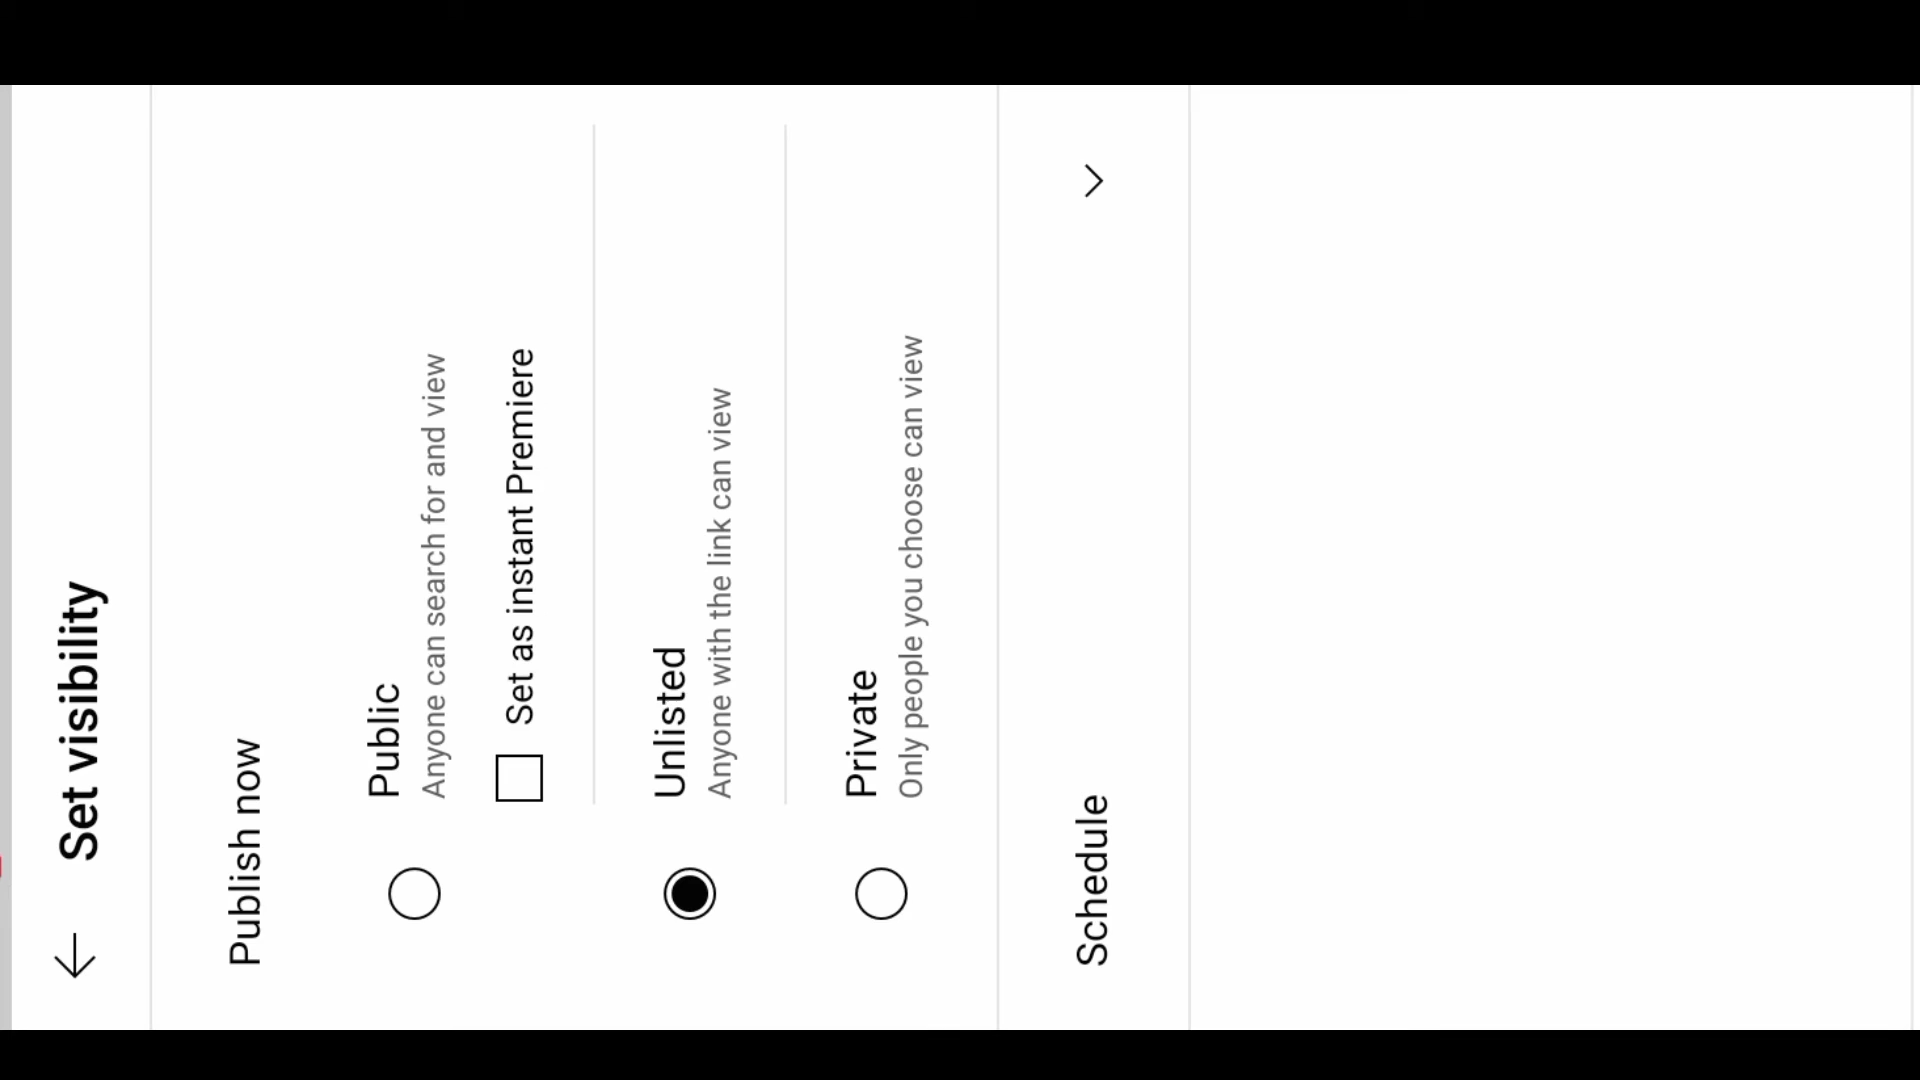 Set visibility
Publish now
Public
Anyone can search for and view
Set as instant Premiere
Unlisted
Anyone with the link can view
Private
Only people you choose can view
Schedule